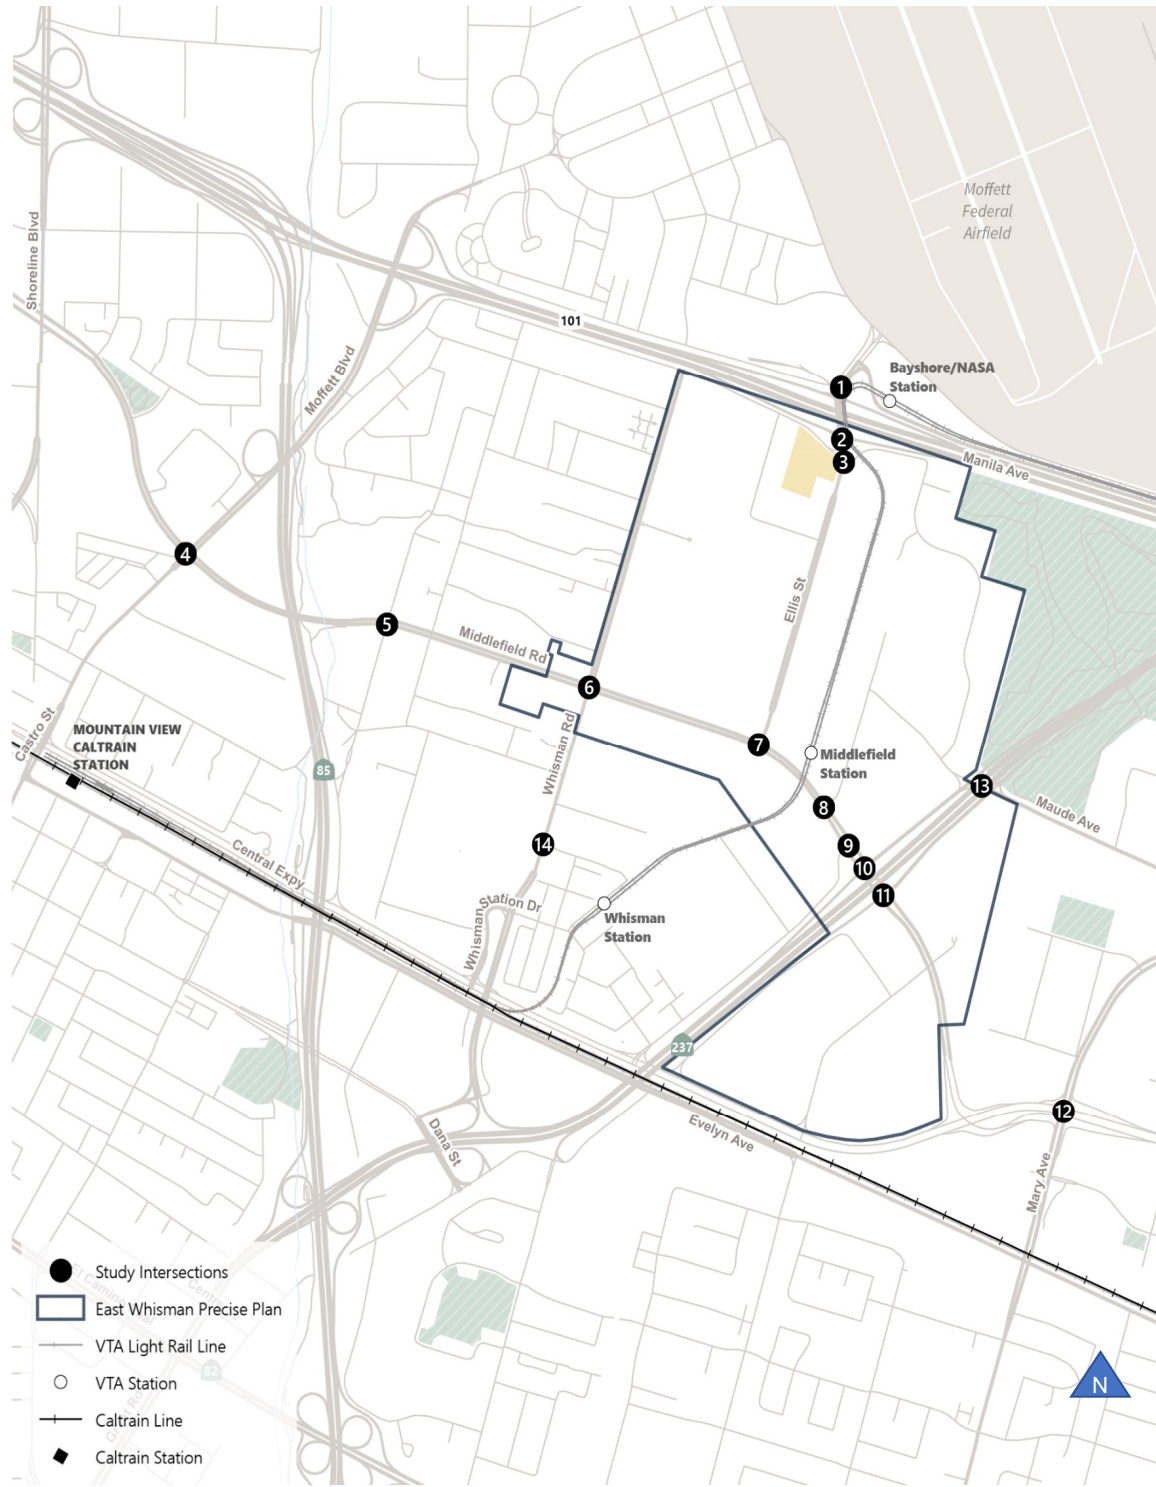 Moffett
Federal
Airfield
Shoreline Blvd
101
Moffett Blvd
Bayshore/NASA
Station
1
2
3
Manila Ave
4
Ellis St
5
Middlefield Rd
6
Castro St
MOUNTAIN VIEW
CALTRAIN
STATION
85
Whisman Rd
7
Middlefield
Station
13
8
Maude Ave
14
9
10
11
Central Expy
Whisman
Station Dr
Whisman
Station
237
12
Evelyn Ave
Dana St
Mary Ave
Study Intersections
East Whisman Precise Plan
VTA Light Rail Line
82
VTA Station
Caltrain Line
Caltrain Station
N